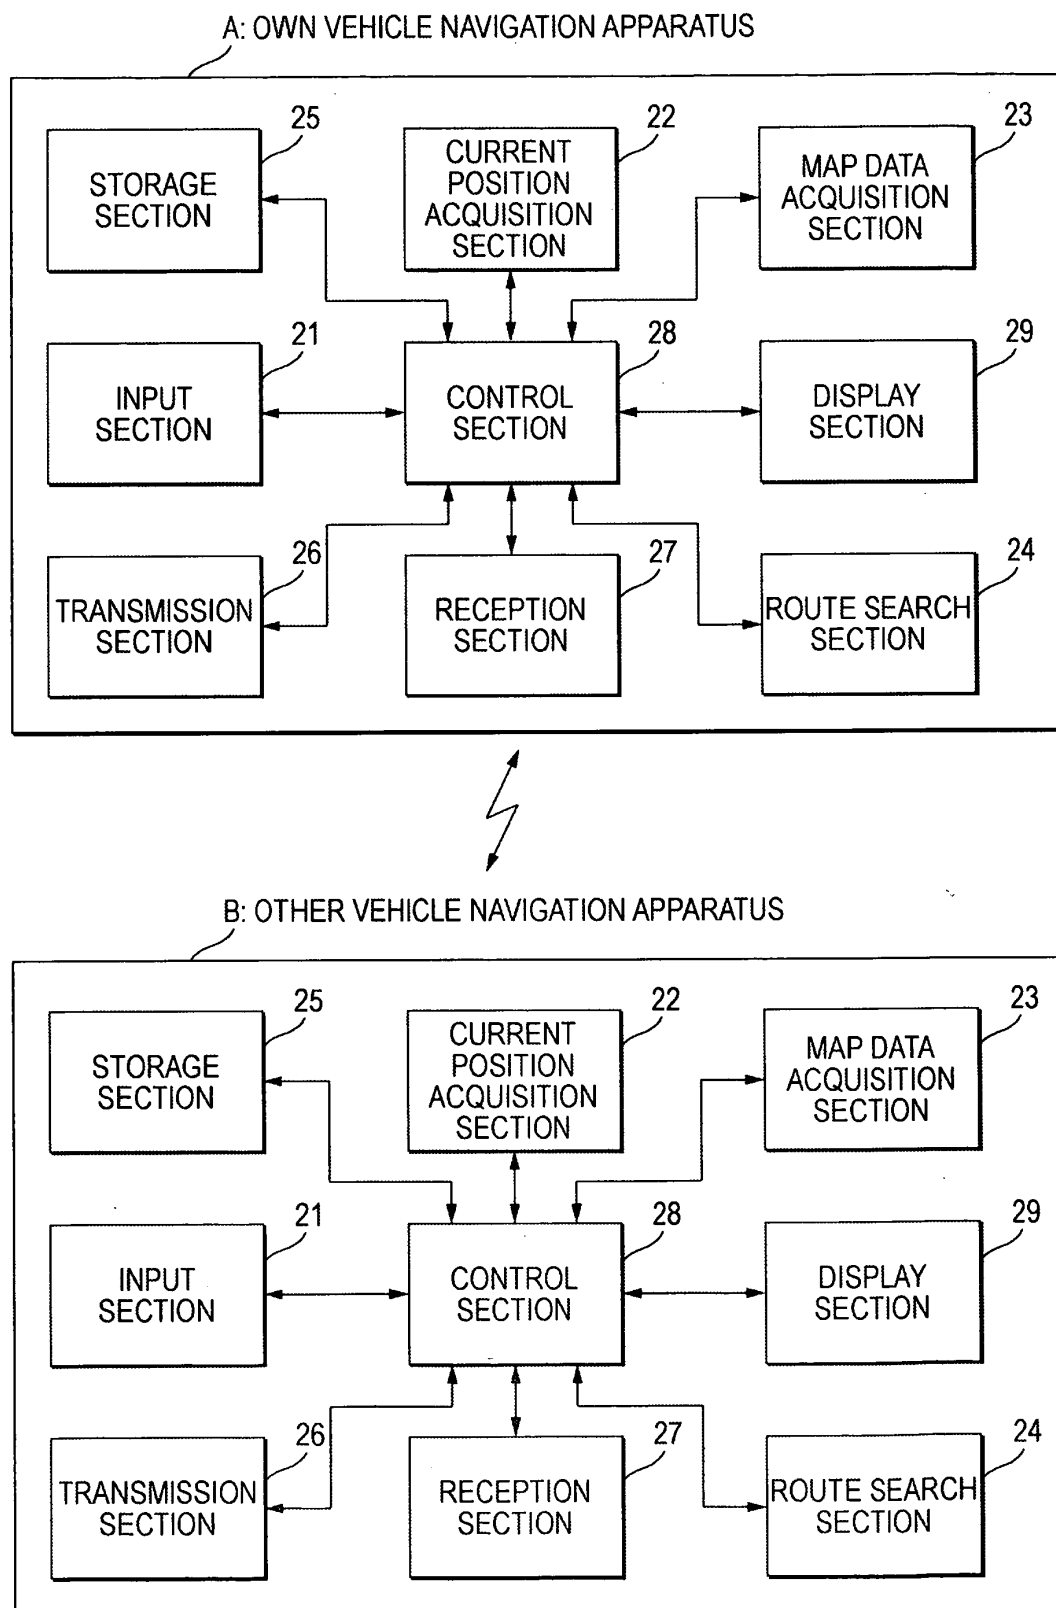 A: OWN VEHICLE NAVIGATION APPARATUS
25
22
23
STORAGE
SECTION
CURRENT
POSITION
ACQUISITION
SECTION
MAP DATA
ACQUISITION
SECTION
21
28
29
INPUT
SECTION
CONTROL
SECTION
DISPLAY
SECTION
26
27
24
TRANSMISSION
SECTION
RECEPTION
SECTION
ROUTE SEARCH
SECTION
B: OTHER VEHICLE NAVIGATION APPARATUS
25
22
23
STORAGE
SECTION
CURRENT
POSITION
ACQUISITION
SECTION
MAP DATA
ACQUISITION
SECTION
21
28
29
INPUT
SECTION
CONTROL
SECTION
DISPLAY
SECTION
26
27
24
TRANSMISSION
SECTION
RECEPTION
SECTION
ROUTE SEARCH
SECTION